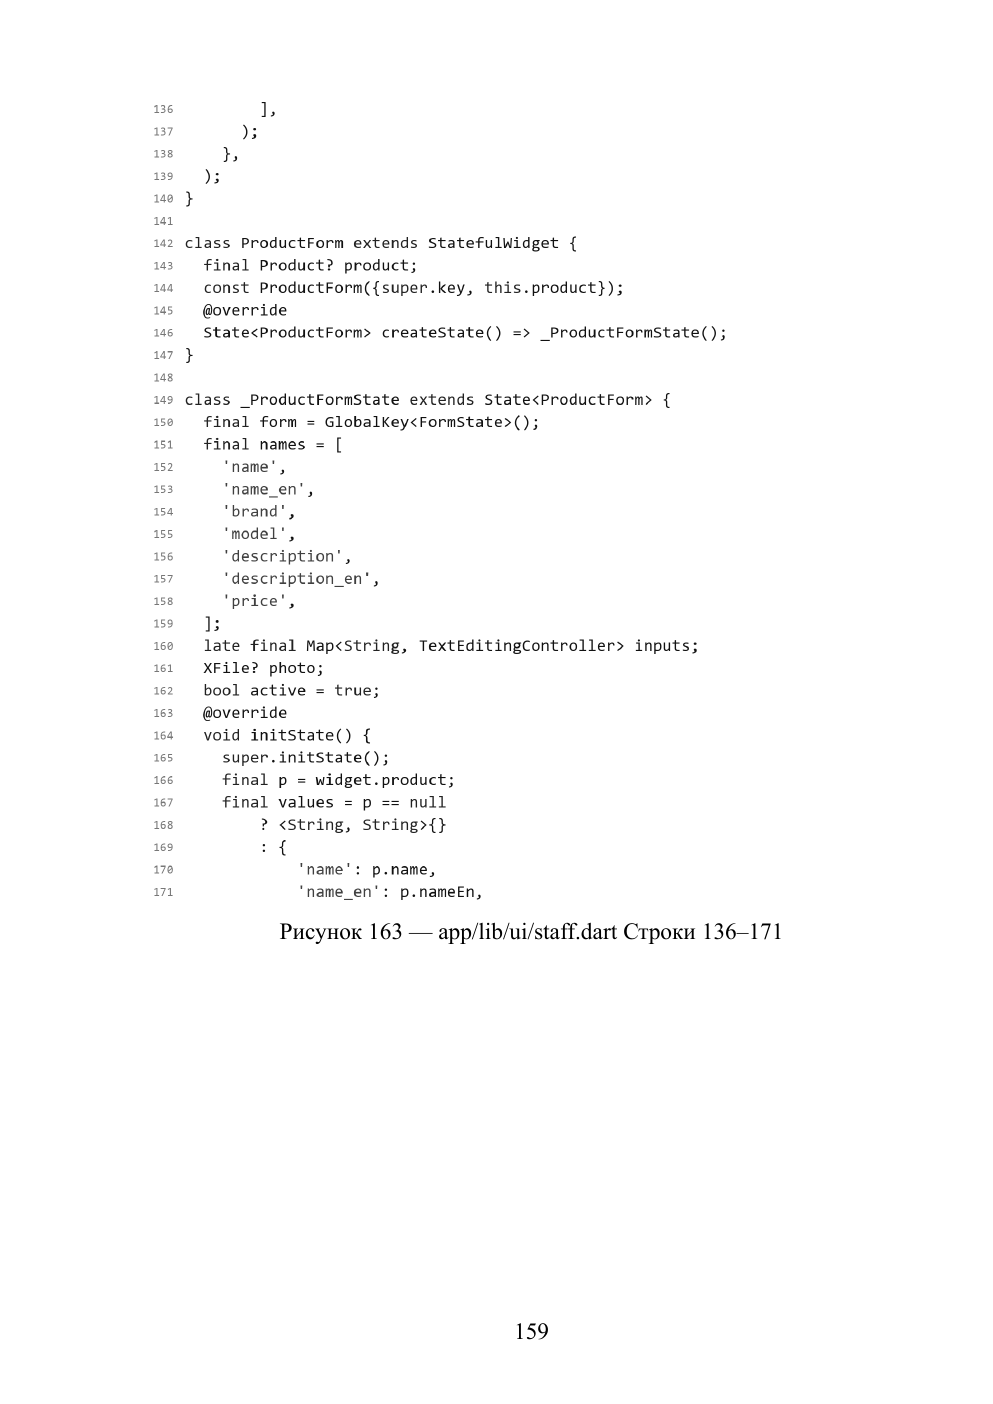 136         ],
137       );
138     },
139   );
140 }
141
142 class ProductForm extends StatefulWidget {
143   final Product? product;
144   const ProductForm({super.key, this.product});
145   @override
146   State<ProductForm> createState() => _ProductFormState();
147 }
148
149 class _ProductFormState extends State<ProductForm> {
150   final form = GlobalKey<FormState>();
151   final names = [
152     'name',
153     'name_en',
154     'brand',
155     'model',
156     'description',
157     'description_en',
158     'price',
159   ];
160   late final Map<String, TextEditingController> inputs;
161   XFile? photo;
162   bool active = true;
163   @override
164   void initState() {
165     super.initState();
166     final p = widget.product;
167     final values = p == null
168         ? <String, String>{}
169         : {
170             'name': p.name,
171             'name_en': p.nameEn,
Рисунок 163 — app/lib/ui/staff.dart Строки 136–171
159